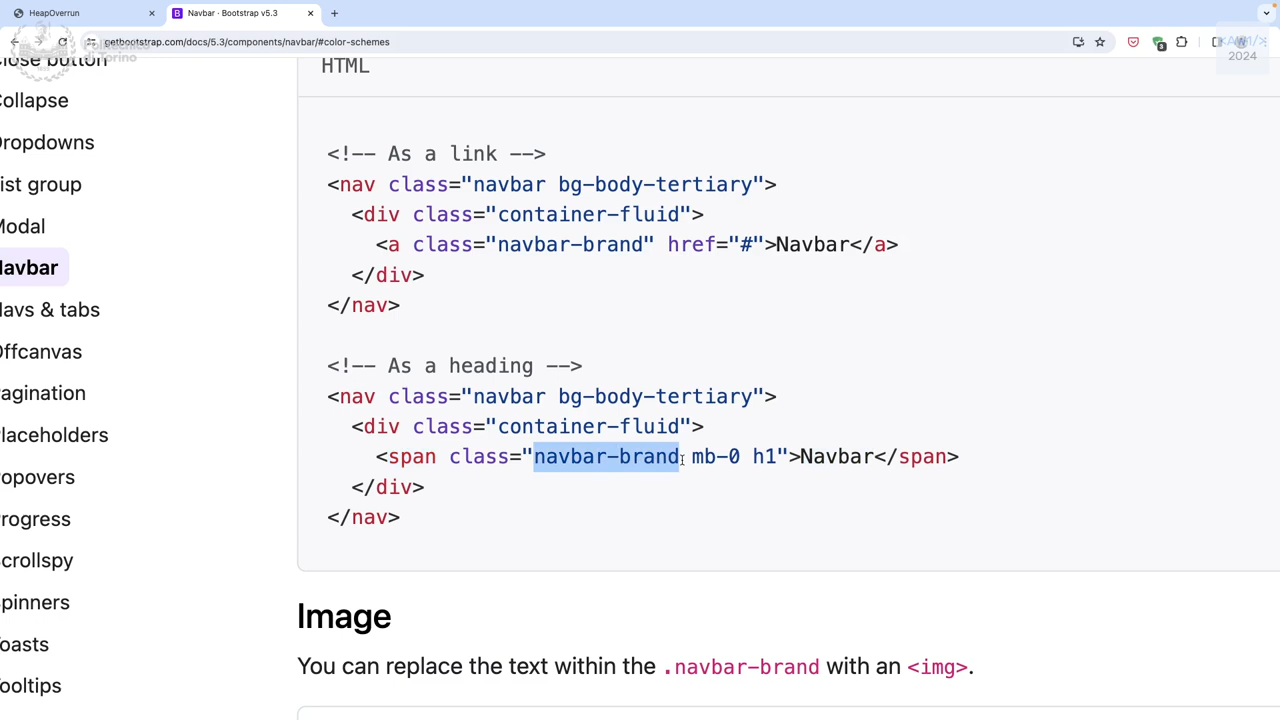 HeapOverrun
Navbar · Bootstrap v5.3
getbootstrap.com/docs/5.3/components/navbar/#color-schemes
Politecnico
di Torino
2024
Close button
Collapse
Dropdowns
List group
Modal
Navbar
Navs & tabs
Offcanvas
Pagination
Placeholders
Popovers
Progress
Scrollspy
Spinners
Toasts
Tooltips
HTML
<!-- As a link -->
<nav class="navbar bg-body-tertiary">
<div class="container-fluid">
<a class="navbar-brand" href="#">Navbar</a>
</div>
</nav>
<!-- As a heading -->
<nav class="navbar bg-body-tertiary">
<div class="container-fluid">
<span class="navbar-brand mb-0 h1">Navbar</span>
</div>
</nav>
Image
You can replace the text within the .navbar-brand with an <img>.